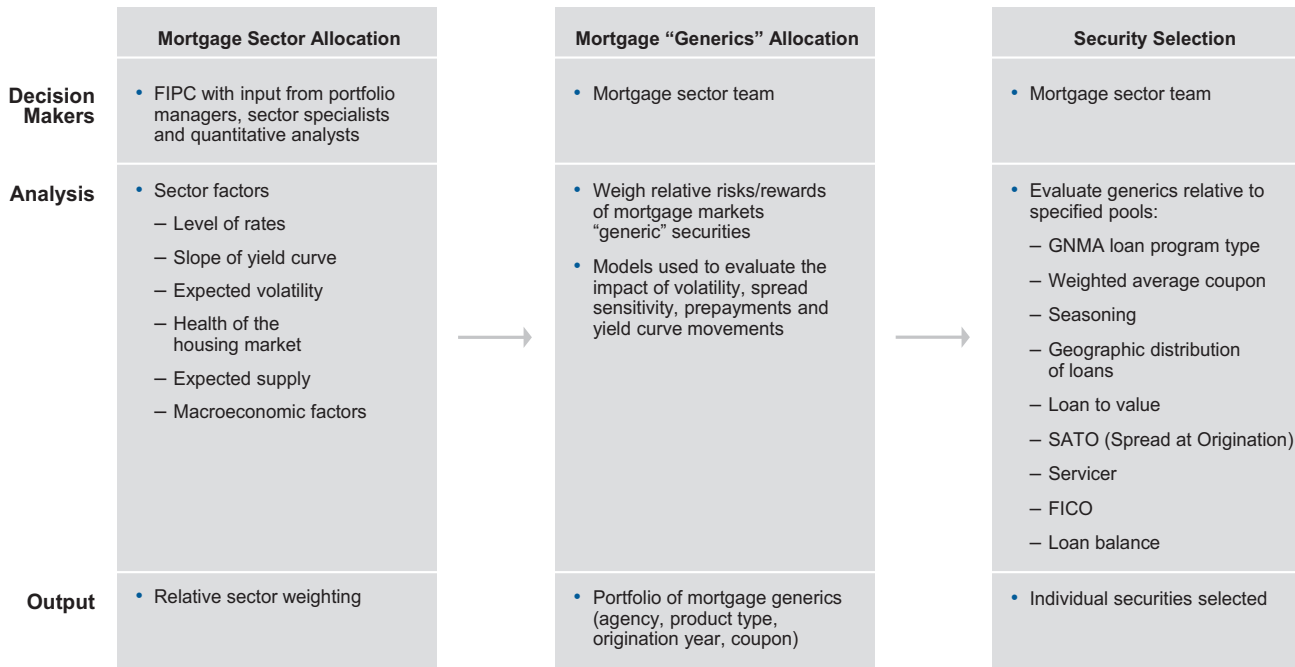 Mortgage Sector Allocation
Mortgage “Generics” Allocation
Security Selection
Decision
Makers
• FIPC with input from portfolio
managers, sector specialists
and quantitative analysts
• Mortgage sector team
• Mortgage sector team
Analysis
• Sector factors
– Level of rates
– Slope of yield curve
– Expected volatility
– Health of the
housing market
– Expected supply
– Macroeconomic factors
• Weigh relative risks/rewards
of mortgage markets
“generic” securities
• Models used to evaluate the
impact of volatility, spread
sensitivity, prepayments and
yield curve movements
• Evaluate generics relative to
specified pools:
– GNMA loan program type
– Weighted average coupon
– Seasoning
– Geographic distribution
of loans
– Loan to value
– SATO (Spread at Origination)
– Servicer
– FICO
– Loan balance
Output
• Relative sector weighting
• Portfolio of mortgage generics
(agency, product type,
origination year, coupon)
• Individual securities selected